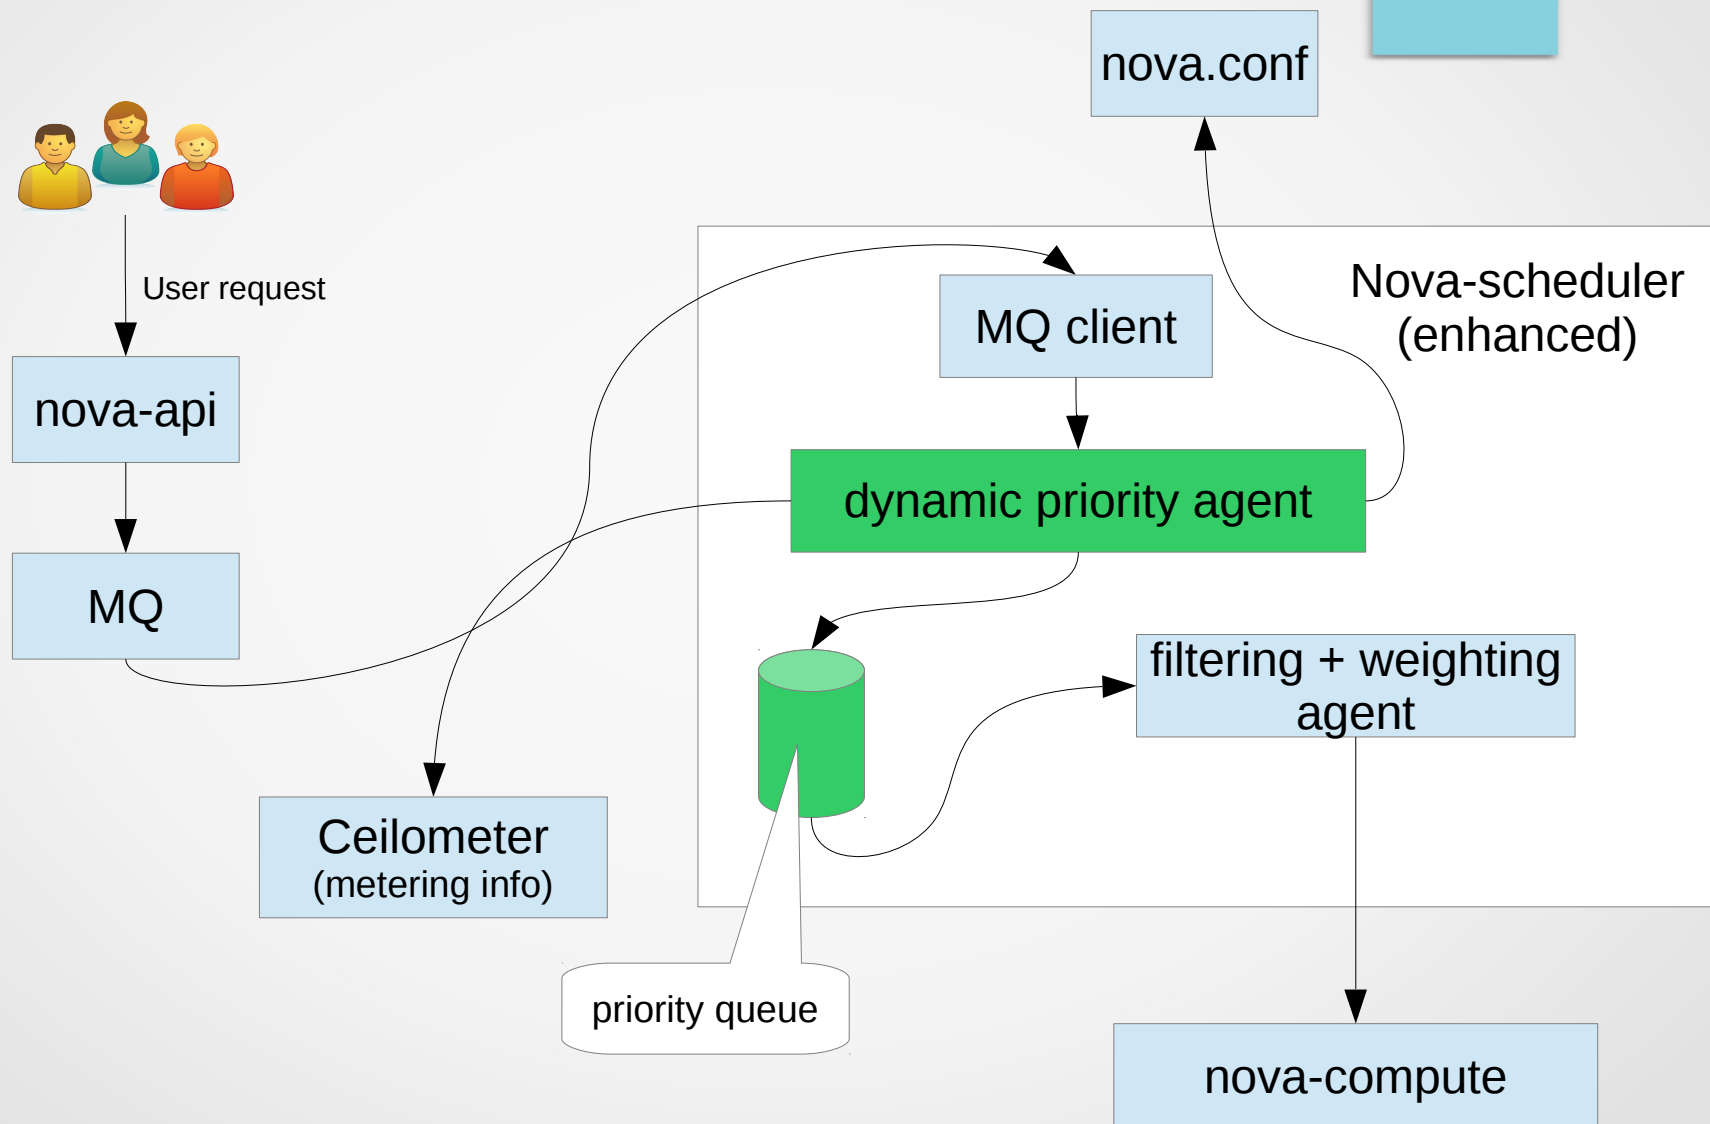 nova.conf
User request
Nova-scheduler
(enhanced)
MQ client
nova-api
dynamic priority agent
MQ
filtering + weighting
agent
Ceilometer
(metering info)
priority queue
nova-compute